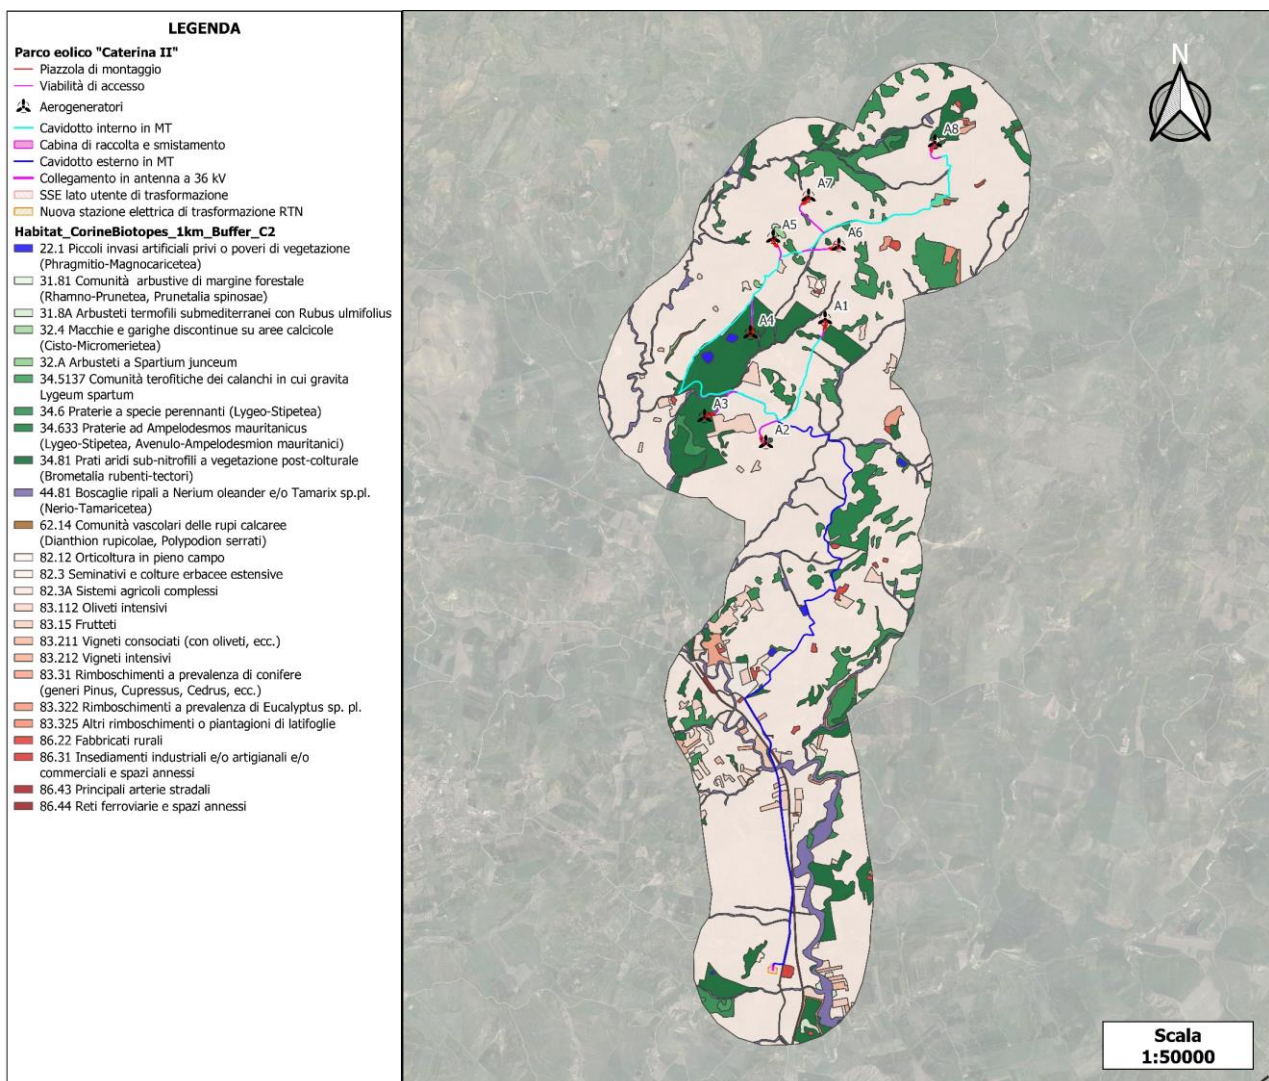 LEGENDA
Parco eolico "Caterina II"
Piazzola di montaggio
Viabilità di accesso
Aerogeneratori
Cavidotto interno in MT
Cabina di raccolta e smistamento
Cavidotto esterno in MT
Collegamento in antenna a 36 kV
SSE lato utente di trasformazione
Nuova stazione elettrica di trasformazione RTN
Habitat_CorineBiotopes_1km_Buffer_C2
22.1 Piccoli invasi artificiali privi o poveri di vegetazione
(Phragmitio-Magnocaricetea)
31.81 Comunità arbustive di margine forestale
(Rhamno-Prunetea, Prunetalia spinosae)
31.8A Arbusteti termofili submediterranei con Rubus ulmifolius
32.4 Macchie e garighe discontinue su aree calcicole
(Cisto-Micromerietea)
32.A Arbusteti a Spartium junceum
34.5137 Comunità terofitiche dei calanchi in cui gravita
Lygeum spartum
34.6 Praterie a specie perennanti (Lygeo-Stipetea)
34.633 Praterie ad Ampelodesmos mauritanicus
(Lygeo-Stipetea, Avenulo-Ampelodesmion mauritanici)
34.81 Prati aridi sub-nitrofili a vegetazione post-colturale
(Brometalia rubenti-tectori)
44.81 Boscaglie ripali a Nerium oleander e/o Tamarix sp.pl.
(Nerio-Tamaricetea)
62.14 Comunità vascolari delle rupi calcaree
(Dianthion rupicolae, Polypodion serrati)
82.12 Orticoltura in pieno campo
82.3 Seminativi e colture erbacee estensive
82.3A Sistemi agricoli complessi
83.112 Oliveti intensivi
83.15 Frutteti
83.211 Vigneti consociati (con oliveti, ecc.)
83.212 Vigneti intensivi
83.31 Rimboschimenti a prevalenza di conifere
(generi Pinus, Cupressus, Cedrus, ecc.)
83.322 Rimboschimenti a prevalenza di Eucalyptus sp. pl.
83.325 Altri rimboschimenti o piantagioni di latifoglie
86.22 Fabbricati rurali
86.31 Insediamenti industriali e/o artigianali e/o
commerciali e spazi annessi
86.43 Principali arterie stradali
86.44 Reti ferroviarie e spazi annessi
N
A8
A7
A5
A6
A1
A4
A3
A2
Scala
1:50000